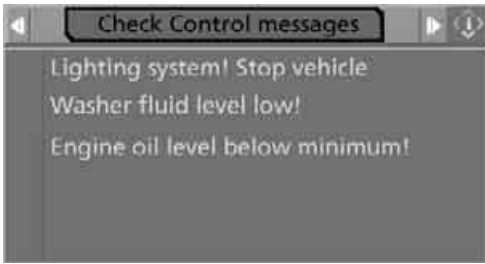 Check Control messages
Lighting system! Stop vehicle
Washer fluid level low!
Engine oil level below minimum!